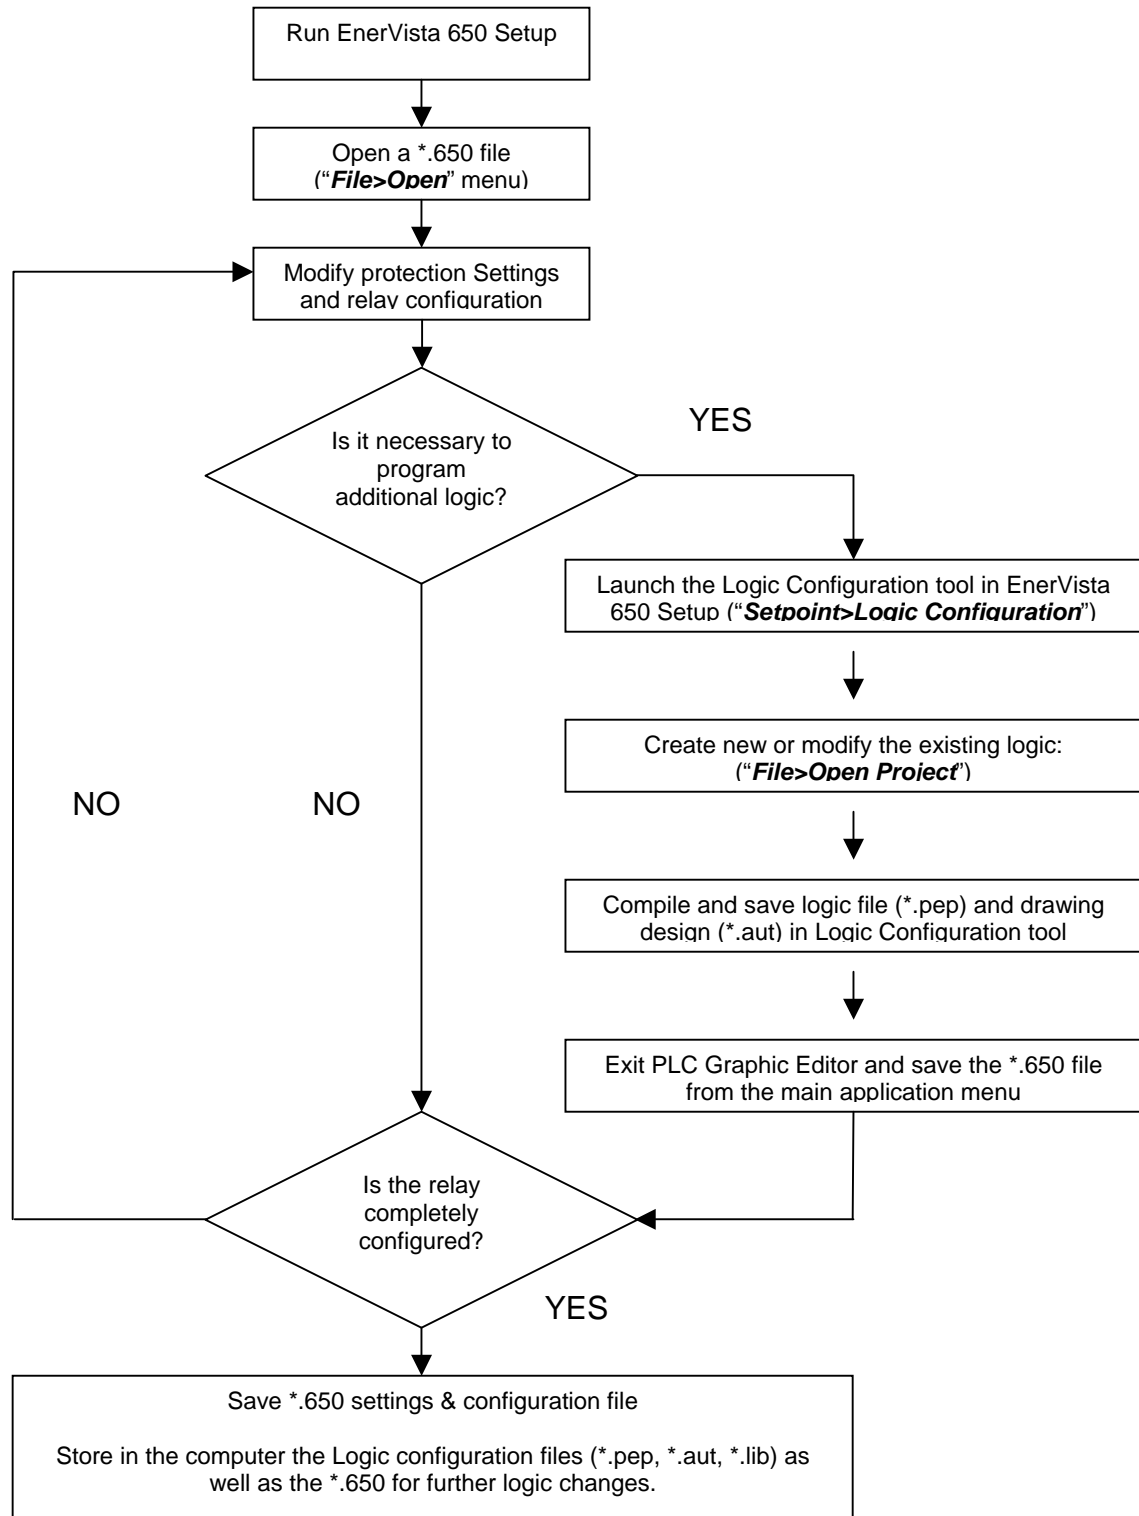 Run EnerVista 650 Setup
Open a *.650 file
(“File>Open” menu)
Modify protection Settings
and relay configuration
Is it necessary to
program
additional logic?
YES
Launch the Logic Configuration tool in EnerVista
650 Setup (“Setpoint>Logic Configuration”)
Create new or modify the existing logic:
(“File>Open Project”)
NO
NO
Compile and save logic file (*.pep) and drawing
design (*.aut) in Logic Configuration tool
Exit PLC Graphic Editor and save the *.650 file
from the main application menu
Is the relay
completely
configured?
YES
Save *.650 settings & configuration file
Store in the computer the Logic configuration files (*.pep, *.aut, *.lib) as
well as the *.650 for further logic changes.